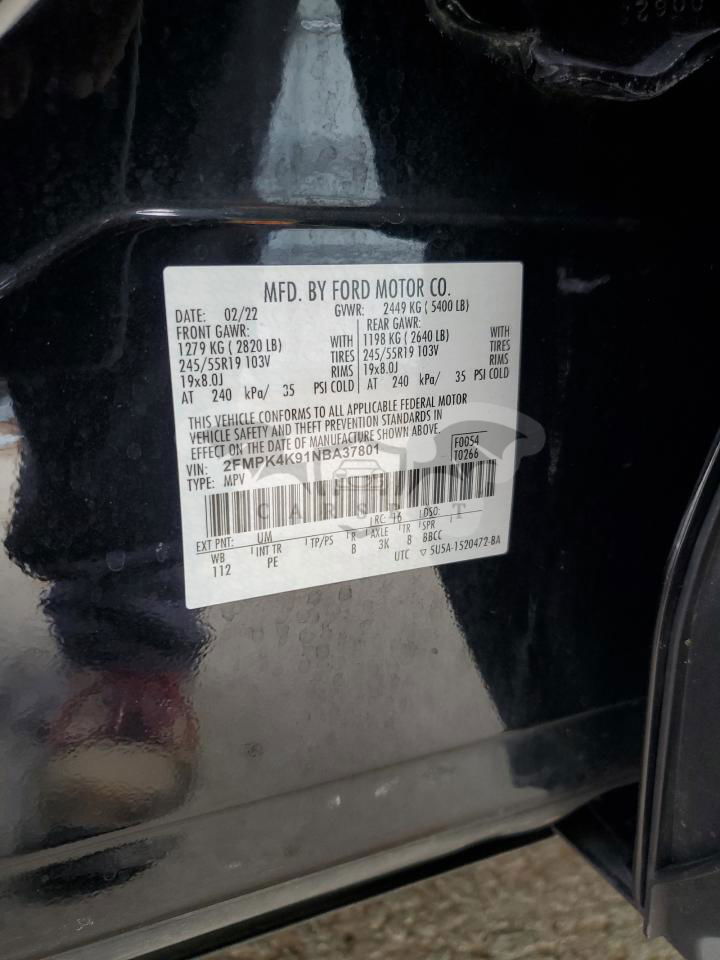 MFD. BY FORD MOTOR CO.
DATE: 02/22 GVWR: 2449 KG ( 5400 LB)
FRONT GAWR: REAR GAWR:
1279 KG ( 2820 LB) WITH 1198 KG ( 2640 LB) WITH
245/55R19 103V TIRES 245/55R19 103V TIRES
19x8.0J RIMS 19x8.0J RIMS
AT 240 kPa/ 35 PSI COLD AT 240 kPa/ 35 PSI COLD
THIS VEHICLE CONFORMS TO ALL APPLICABLE FEDERAL MOTOR
VEHICLE SAFETY AND THEFT PREVENTION STANDARDS IN
EFFECT ON THE DATE OF MANUFACTURE SHOWN ABOVE.
VIN: 2FMPK4K91NBA37801 F0054
TYPE: MPV T0266
EXT PNT: UM RC: 16 DSO:
WB INT TR TP/PS R AXLE TR SPR
112 PE B 3K B BBCC
UTC ▽ 5U5A-1520472-BA